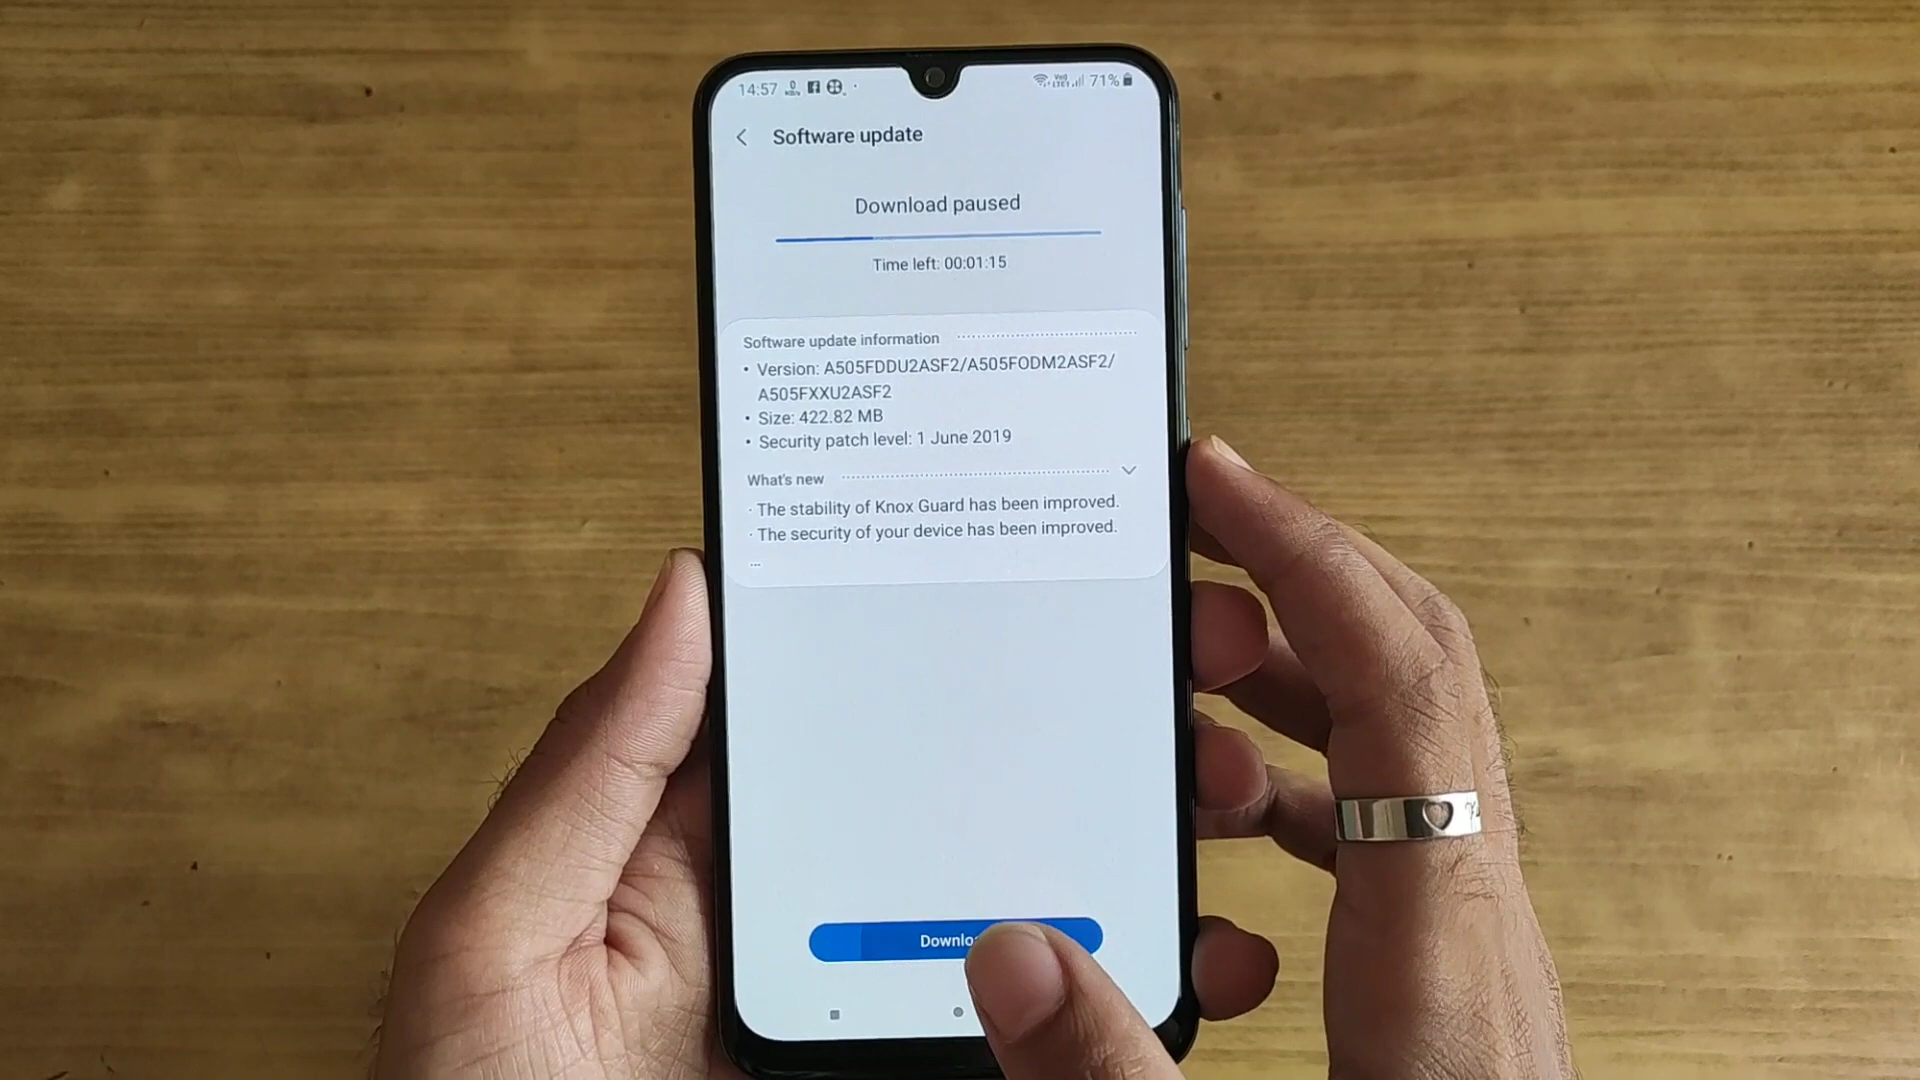 14:57 71%
Software update
Download paused
Time left: 00:01:15
Software update information
• Version: A505FDDU2ASF2/A505FODM2ASF2/
A505FXXU2ASF2
• Size: 422.82 MB
• Security patch level: 1 June 2019
What's new
· The stability of Knox Guard has been improved.
· The security of your device has been improved.
...